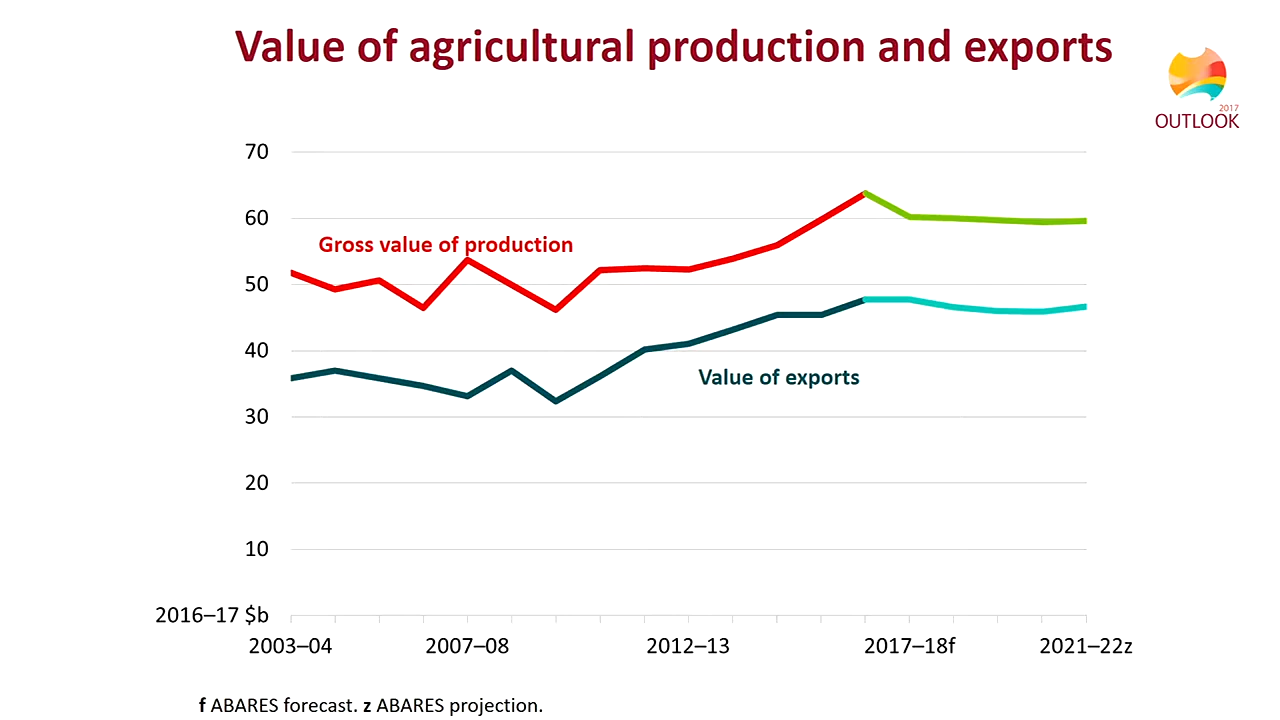 Value of agricultural production and exports
2017
OUTLOOK
70
60
Gross value of production
50
40
Value of exports
30
20
10
2016–17 $b
2003–04 2007–08 2012–13 2017–18f 2021–22z
f ABARES forecast. z ABARES projection.